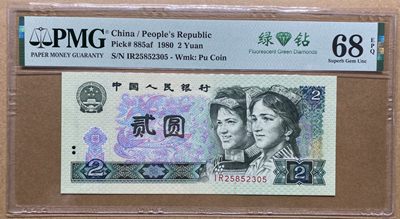 PMG
PAPER MONEY GUARANTY
China / People's Republic
Pick# 885af 1980 2 Yuan
S/N IR25852305 - Wmk: Pu Coin
绿钻
Fluorescent Green Diamonds
68
EPQ
Superb Gem Unc
中国人民银行
贰圆
2
2
IR25852305